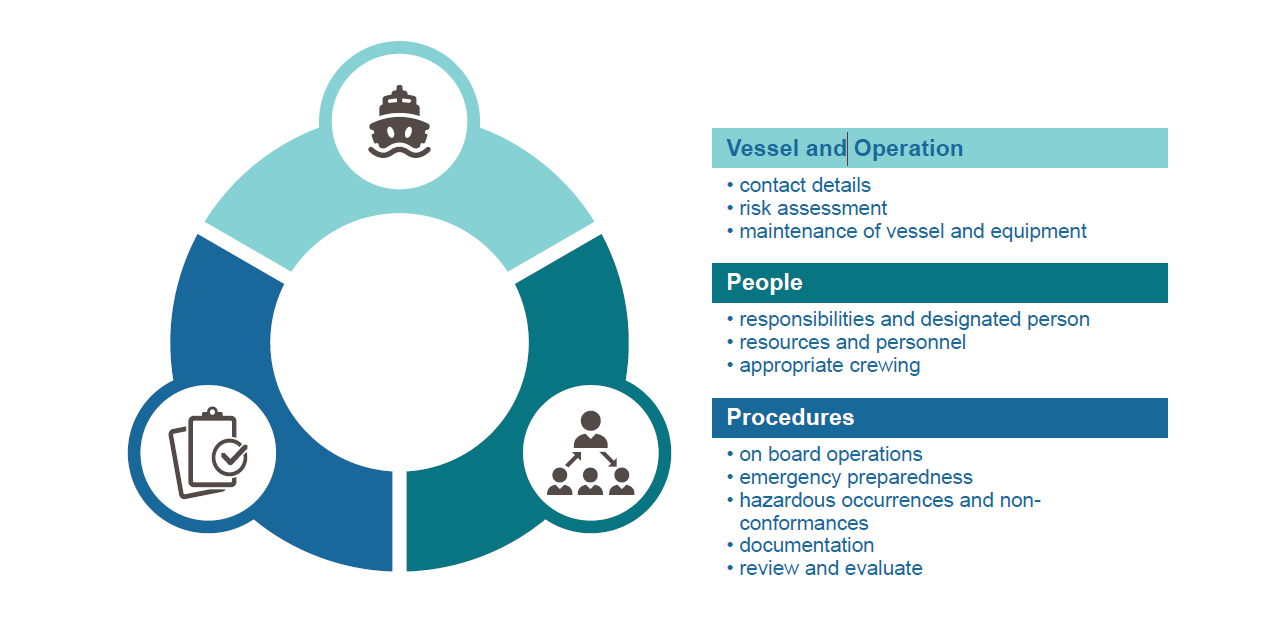 Vessel and Operation
• contact details
• risk assessment
• maintenance of vessel and equipment
People
• responsibilities and designated person
• resources and personnel
• appropriate crewing
Procedures
• on board operations
• emergency preparedness
• hazardous occurrences and non-
conformances
• documentation
• review and evaluate